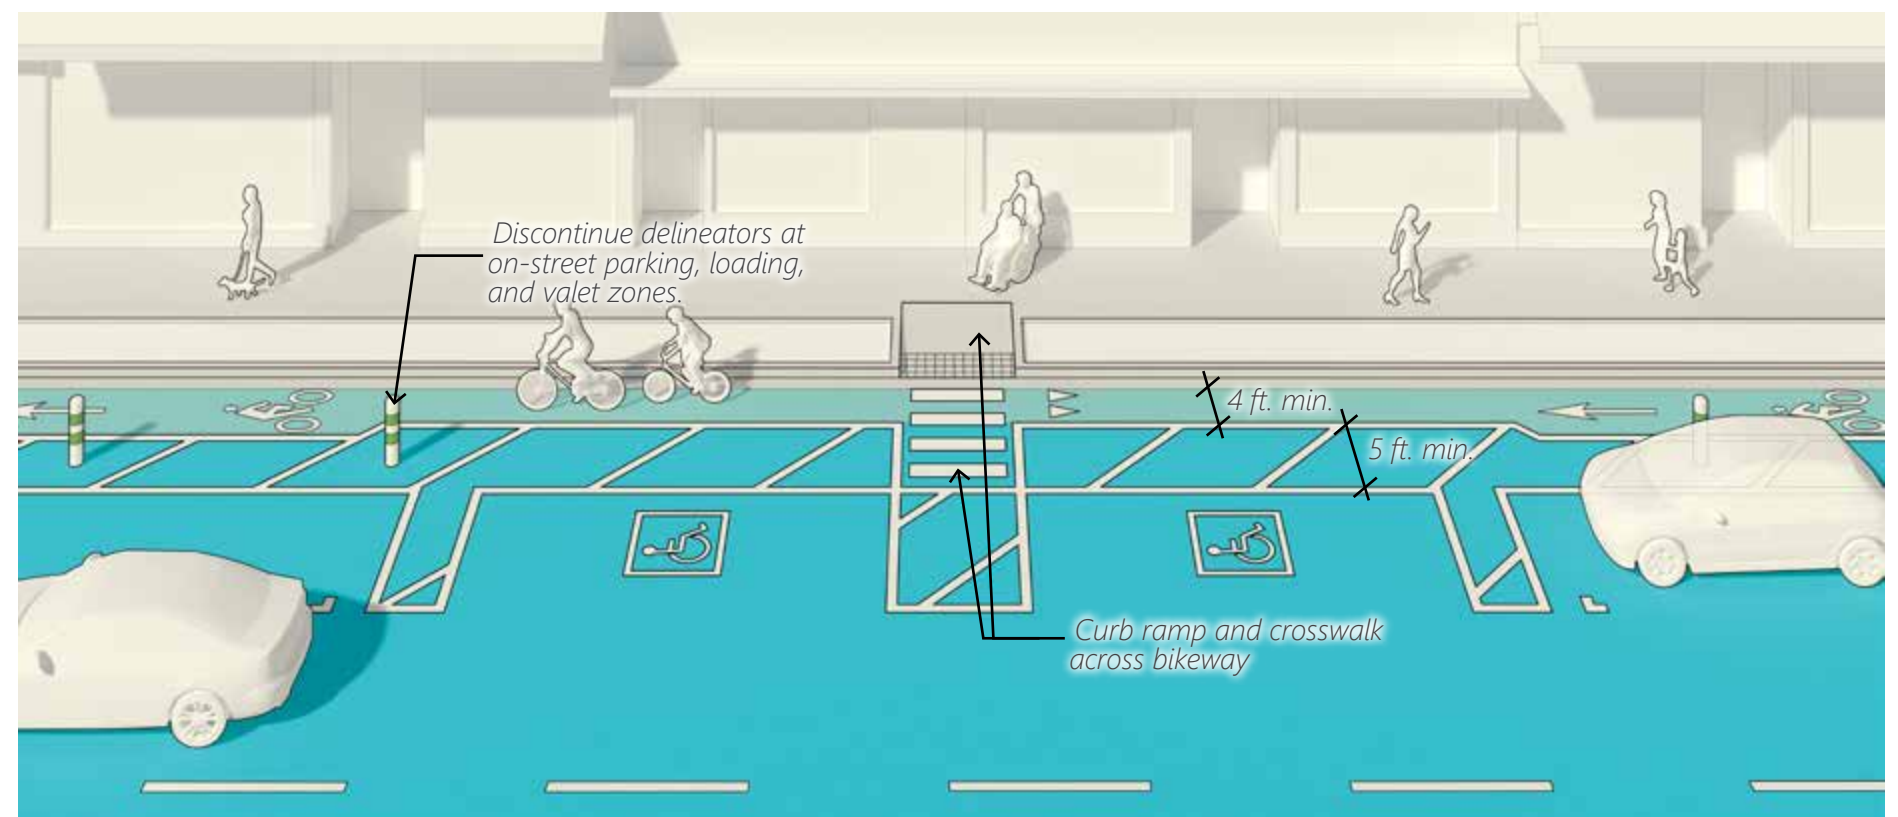 Discontinue delineators at
on-street parking, loading,
and valet zones.
4 ft. min.
5 ft. min.
Curb ramp and crosswalk
across bikeway